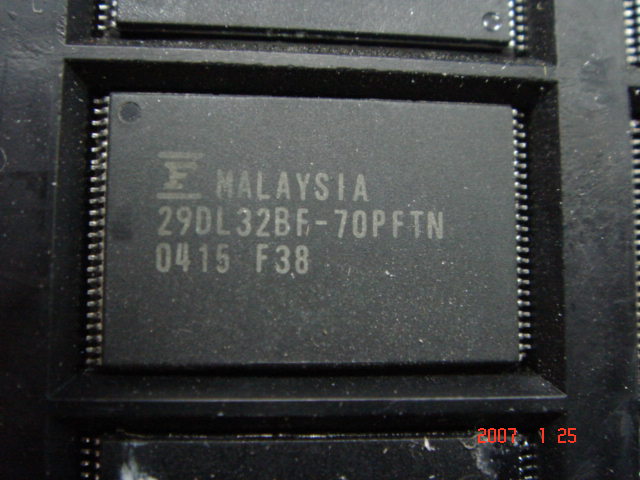 MALAYSIA
29DL32BF-70PFTN
0415 F38
2007 1 25